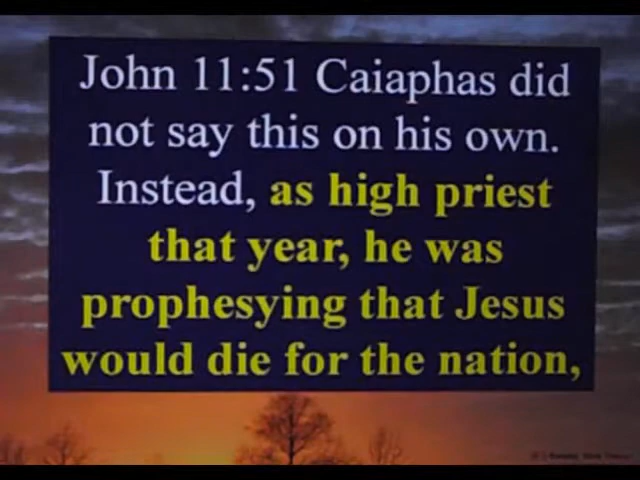 John 11:51 Caiaphas did
not say this on his own.
Instead, as high priest
that year, he was
prophesying that Jesus
would die for the nation,